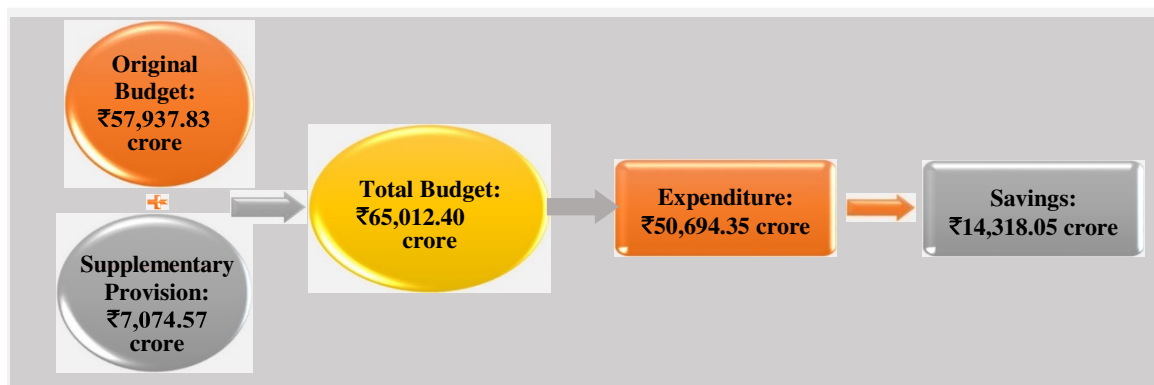 Original
Budget:
₹57,937.83
crore
Supplementary
Provision:
₹7,074.57
crore
Total Budget:
₹65,012.40
crore
Expenditure:
₹50,694.35 crore
Savings:
₹14,318.05 crore